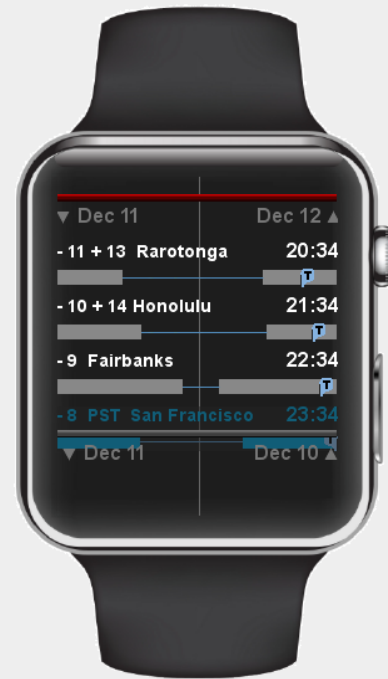 ▼ Dec 11 Dec 12 ▲
- 11 + 13 Rarotonga 20:34
T
- 10 + 14 Honolulu 21:34
T
- 9 Fairbanks 22:34
T
- 8 PST San Francisco 23:34
T
▼ Dec 11 Dec 10 ▲